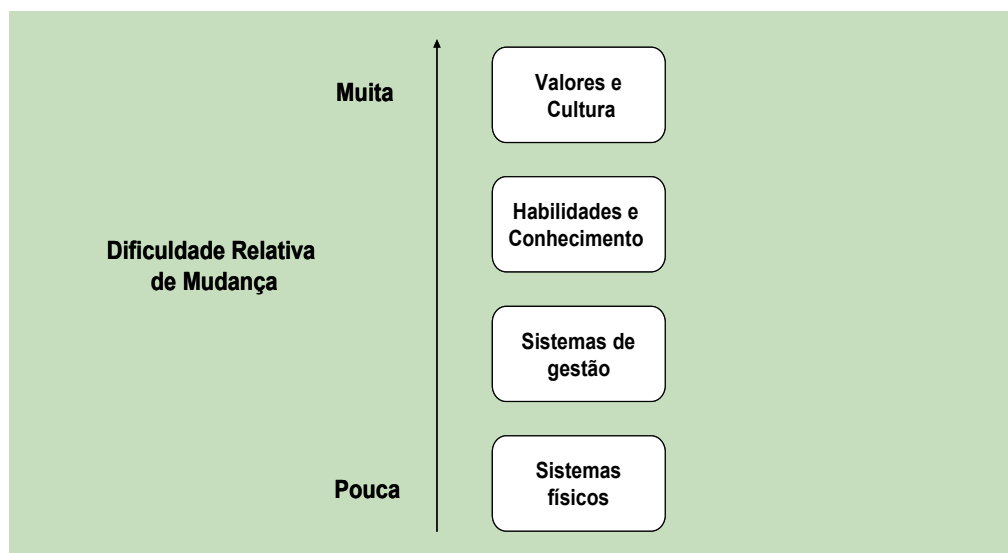 Muita
Valores e
Cultura
Habilidades e
Conhecimento
Dificuldade Relativa
de Mudança
Sistemas de
gestão
Pouca
Sistemas
físicos